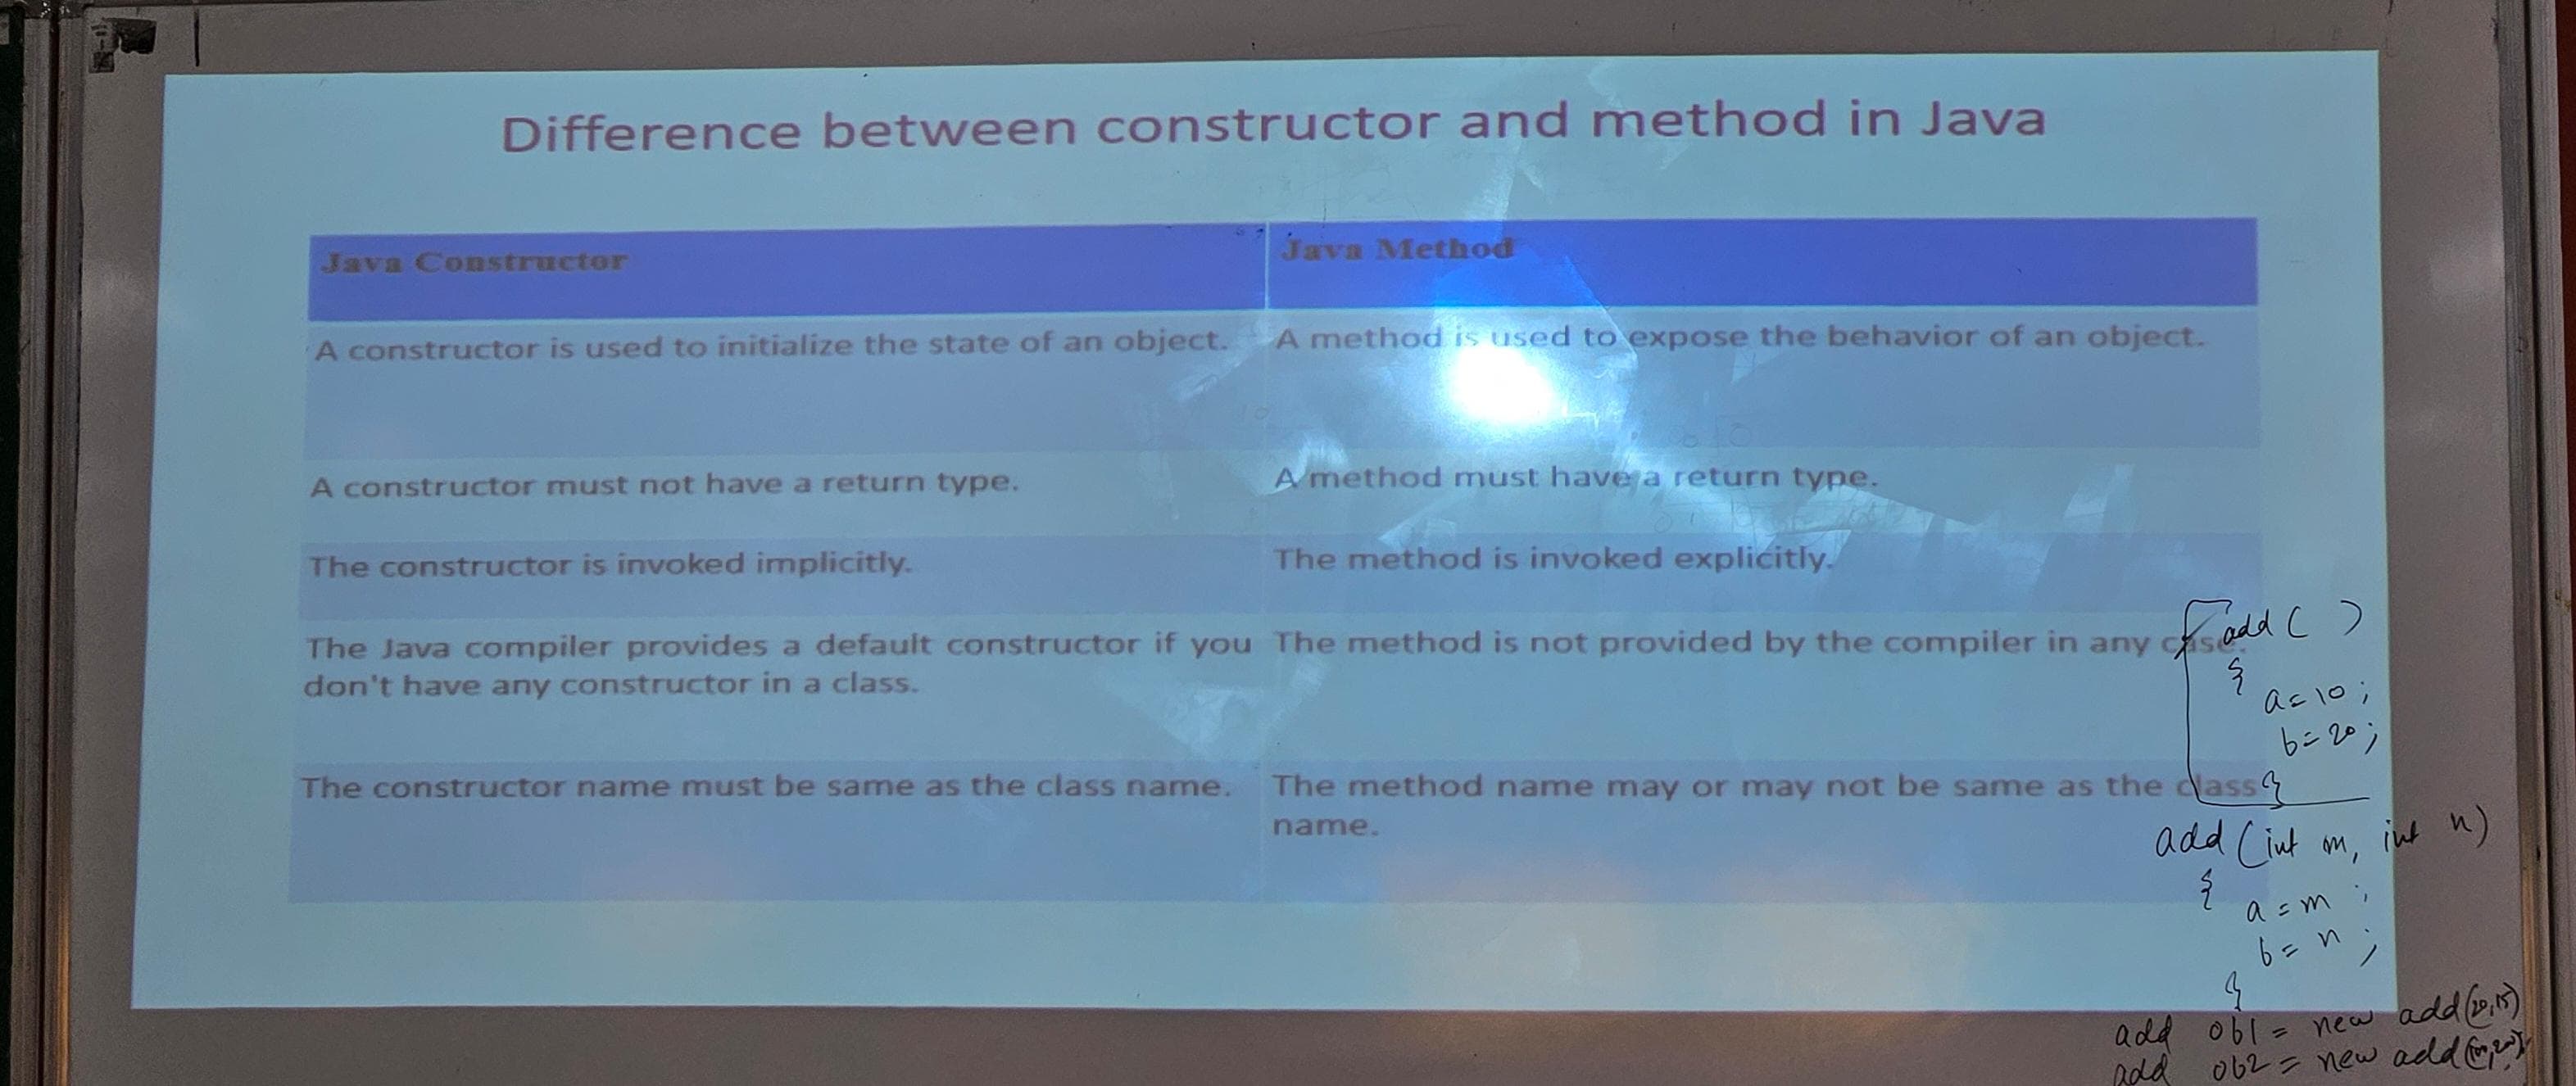 Difference between constructor and method in Java
Java Constructor
Java Method
A constructor is used to initialize the state of an object.
A method is used to expose the behavior of an object.
A constructor must not have a return type.
A method must have a return type.
The constructor is invoked implicitly.
The method is invoked explicitly.
The Java compiler provides a default constructor if you
don't have any constructor in a class.
The method is not provided by the compiler in any case.
The constructor name must be same as the class name.
The method name may or may not be same as the class
name.
add ( )
{
a=10;
b=20;
}
add (int m, int n)
{
a=m;
b=n;
}
add ob1 = new add(20,15)
add ob2 = new add(